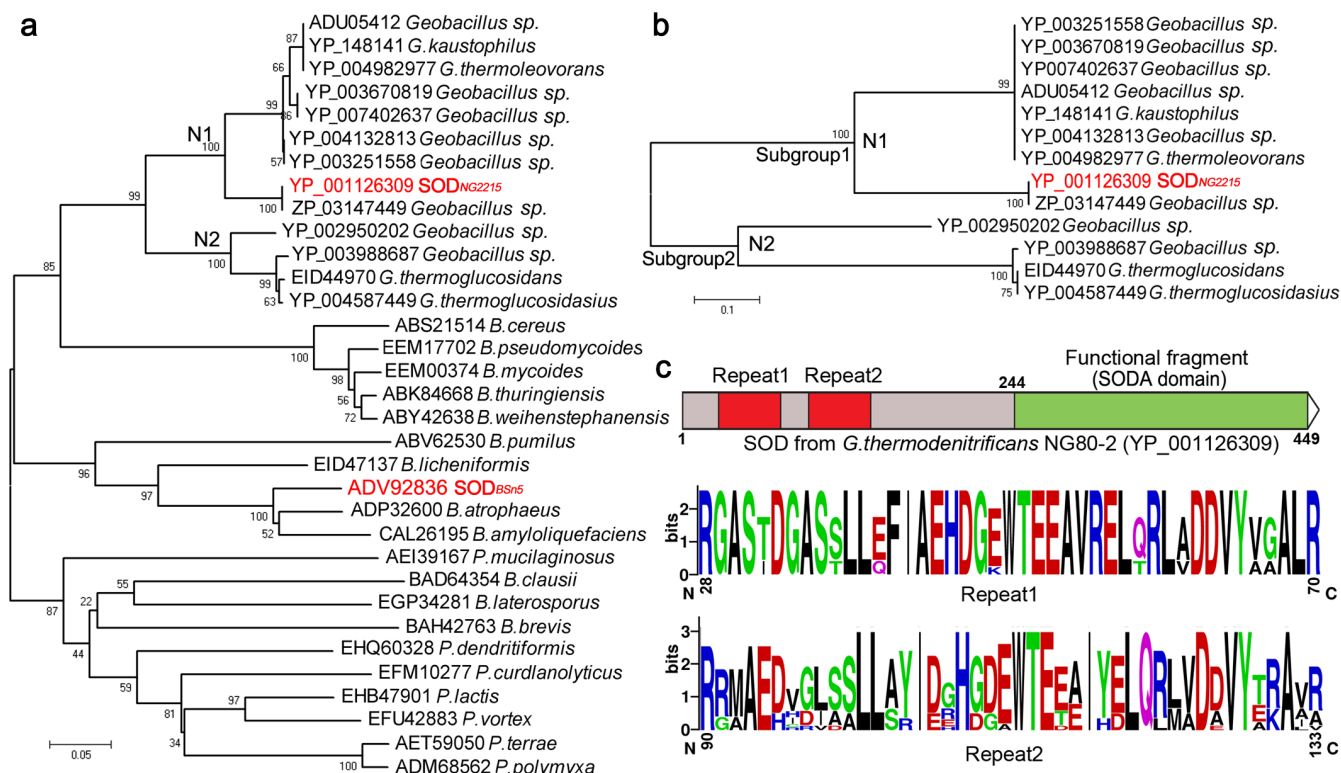 a
ADU05412 Geobacillus sp.
87
YP_148141 G.kaustophilus
YP_004982977 G.thermoleovorans
66
YP_003670819 Geobacillus sp.
99
86
YP_007402637 Geobacillus sp.
N1
YP_004132813 Geobacillus sp.
100
57
YP_003251558 Geobacillus sp.
YP_001126309 SODNG2215
99
100
ZP_03147449 Geobacillus sp.
N2
YP_002950202 Geobacillus sp.
YP_003988687 Geobacillus sp.
100
85
99
EID44970 G.thermoglucosidans
63
YP_004587449 G.thermoglucosidasius
ABS21514 B.cereus
100
EEM17702 B.pseudomycoides
EEM00374 B.mycoides
98
ABK84668 B.thuringiensis
56
72
ABY42638 B.weihenstephanensis
ABV62530 B.pumilus
96
EID47137 B.licheniformis
97
ADV92836 SODBSn5
ADP32600 B.atrophaeus
100
52
CAL26195 B.amyloliquefaciens
AEI39167 P.mucilaginosus
55
BAD64354 B.clausii
22
EGP34281 B.laterosporus
87
BAH42763 B.brevis
44
EHQ60328 P.dendritiformis
59
EFM10277 P.curdlanolyticus
97
EHB47901 P.lactis
81
EFU42883 P.vortex
34
AET59050 P.terrae
100
ADM68562 P.polymyxa
0.05
b
YP_003251558 Geobacillus sp.
YP_003670819 Geobacillus sp.
YP007402637 Geobacillus sp.
99
ADU05412 Geobacillus sp.
YP_148141 G.kaustophilus
100
N1
YP_004132813 Geobacillus sp.
Subgroup1
YP_004982977 G.thermoleovorans
YP_001126309 SODNG2215
100
ZP_03147449 Geobacillus sp.
YP_002950202 Geobacillus sp.
N2
YP_003988687 Geobacillus sp.
Subgroup2
100
EID44970 G.thermoglucosidans
75
YP_004587449 G.thermoglucosidasius
0.1
c
Functional fragment
(SODA domain)
Repeat1 Repeat2
244
1
449
SOD from G.thermodenitrificans NG80-2 (YP_001126309)
bits
2
1
0
RGASTDGASSLLEFIAEHDGEWTEEAVRELQRLADDVYVGALR
I T Q K T V A A
N 28 70 C
Repeat1
bits
3
2
1
0
N 90 133 C
Repeat2